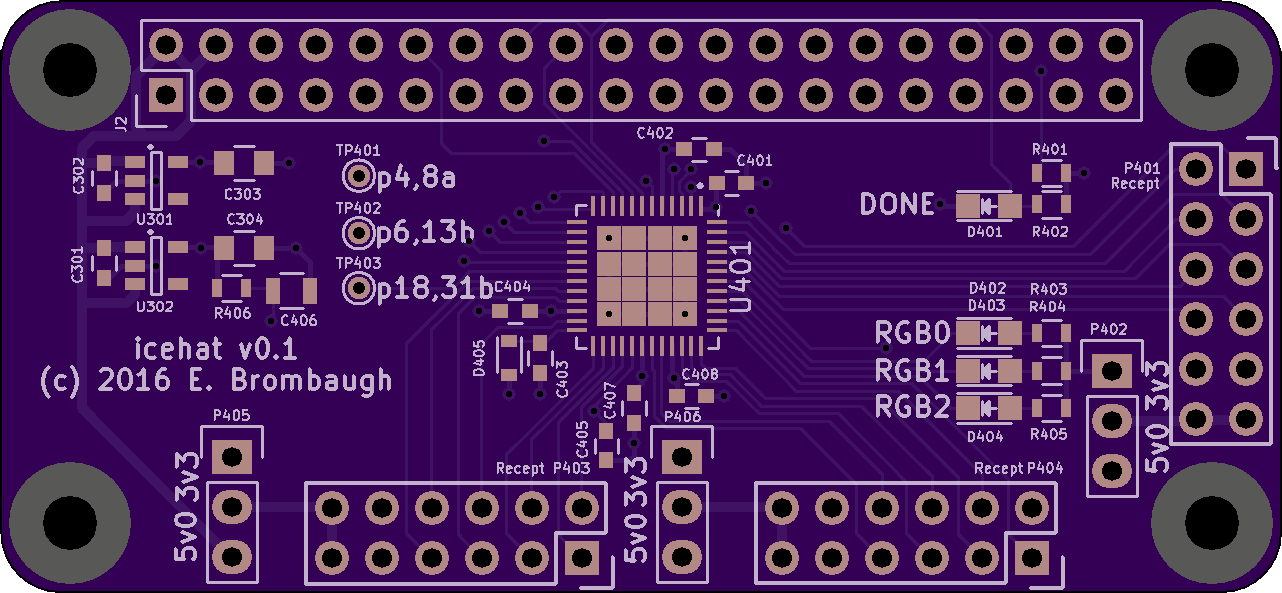 J2
C402
TP401
p4,8a
C401
R401
P401
Recept
C302
C303
U301
DONE
D401
R402
TP402
p6,13h
C304
C301
U302
TP403
p18,31b
U401
R406
C406
C404
D402
D403
R403
R404
RGB0
P402
icehat v0.1
D405
C403
RGB1
(c) 2016 E. Brombaugh
C408
C407
RGB2
D404
R405
5v0 3v3
P405
P406
C405
Recept P403
Recept P404
5v0 3v3
5v0 3v3